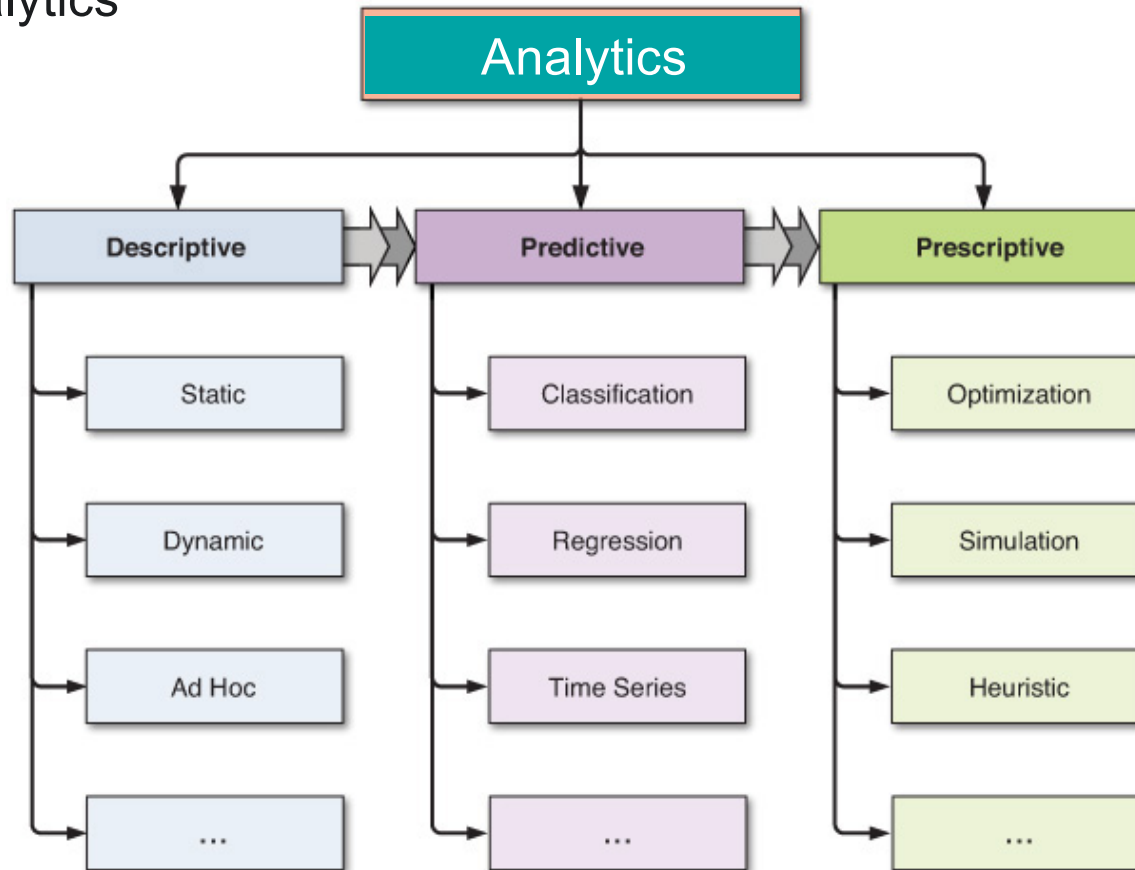 Analytics
Descriptive
Predictive
Prescriptive
Static
Classification
Optimization
Dynamic
Regression
Simulation
Ad Hoc
Time Series
Heuristic
...
...
...